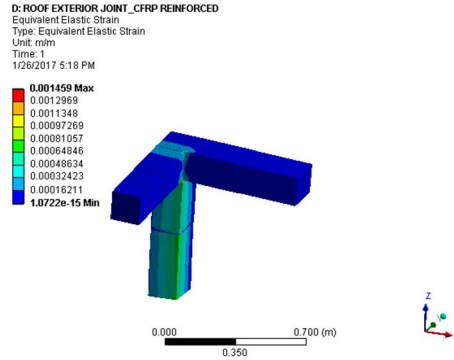 D: ROOF EXTERIOR JOINT_CFRP REINFORCED
Equivalent Elastic Strain
Type: Equivalent Elastic Strain
Unit: m/m
Time: 1
1/26/2017 5:18 PM
0.001459 Max
0.0012969
0.0011348
0.00097269
0.00081057
0.00064846
0.00048634
0.00032423
0.00016211
1.0722e-15 Min
Z
Y
0.000
0.700 (m)
0.350